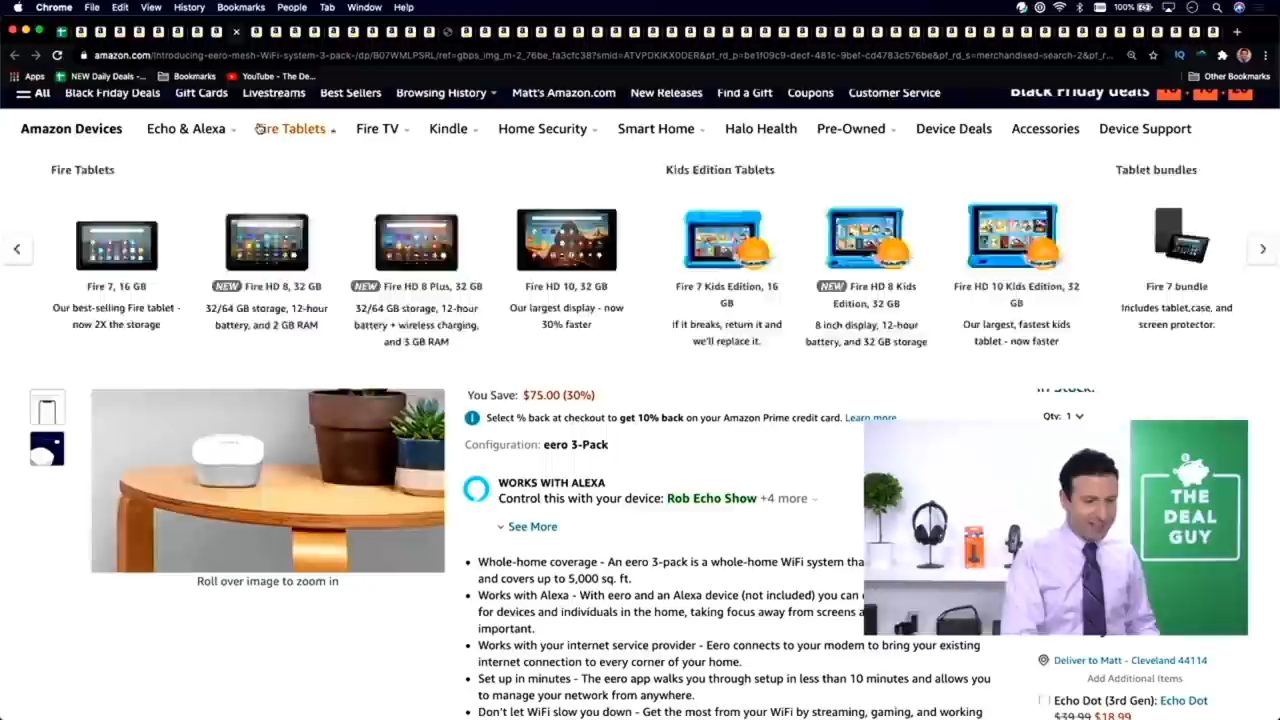 Chrome File Edit View History Bookmarks People Tab Window Help
100%
Apps NEW Daily Deals -... Bookmarks YouTube - The De... Other Bookmarks
All Black Friday Deals Gift Cards Livestreams Best Sellers Browsing History Matt's Amazon.com New Releases Find a Gift Coupons Customer Service Black Friday deals
Amazon Devices Echo & Alexa Fire Tablets Fire TV Kindle Home Security Smart Home Halo Health Pre-Owned Device Deals Accessories Device Support
Fire Tablets Kids Edition Tablets Tablet bundles
Fire 7, 16 GB
Our best-selling Fire tablet -
now 2X the storage
NEW Fire HD 8, 32 GB
32/64 GB storage, 12-hour
battery, and 2 GB RAM
NEW Fire HD 8 Plus, 32 GB
32/64 GB storage, 12-hour
battery + wireless charging,
and 3 GB RAM
Fire HD 10, 32 GB
Our largest display - now
30% faster
Fire 7 Kids Edition, 16
GB
If it breaks, return it and
we'll replace it.
NEW Fire HD 8 Kids
Edition, 32 GB
8 inch display, 12-hour
battery, and 32 GB storage
Fire HD 10 Kids Edition, 32
GB
Our largest, fastest kids
tablet - now faster
Fire 7 bundle
Includes tablet,case, and
screen protector.
You Save: $75.00 (30%)
Select % back at checkout to get 10% back on your Amazon Prime credit card. Learn more
Configuration: eero 3-Pack
WORKS WITH ALEXA
Control this with your device: Rob Echo Show +4 more
See More
Roll over image to zoom in
• Whole-home coverage - An eero 3-pack is a whole-home WiFi system tha
and covers up to 5,000 sq. ft.
• Works with Alexa - With eero and an Alexa device (not included) you can
for devices and individuals in the home, taking focus away from screens a
important.
• Works with your internet service provider - Eero connects to your modem to bring your existing
internet connection to every corner of your home.
• Set up in minutes - The eero app walks you through setup in less than 10 minutes and allows you
to manage your network from anywhere.
• Don't let WiFi slow you down - Get the most from your WiFi by streaming, gaming, and working
In Stock.
Qty: 1
THE
DEAL
GUY
Deliver to Matt - Cleveland 44114
Add Additional Items
Echo Dot (3rd Gen): Echo Dot
$39.99 $18.99